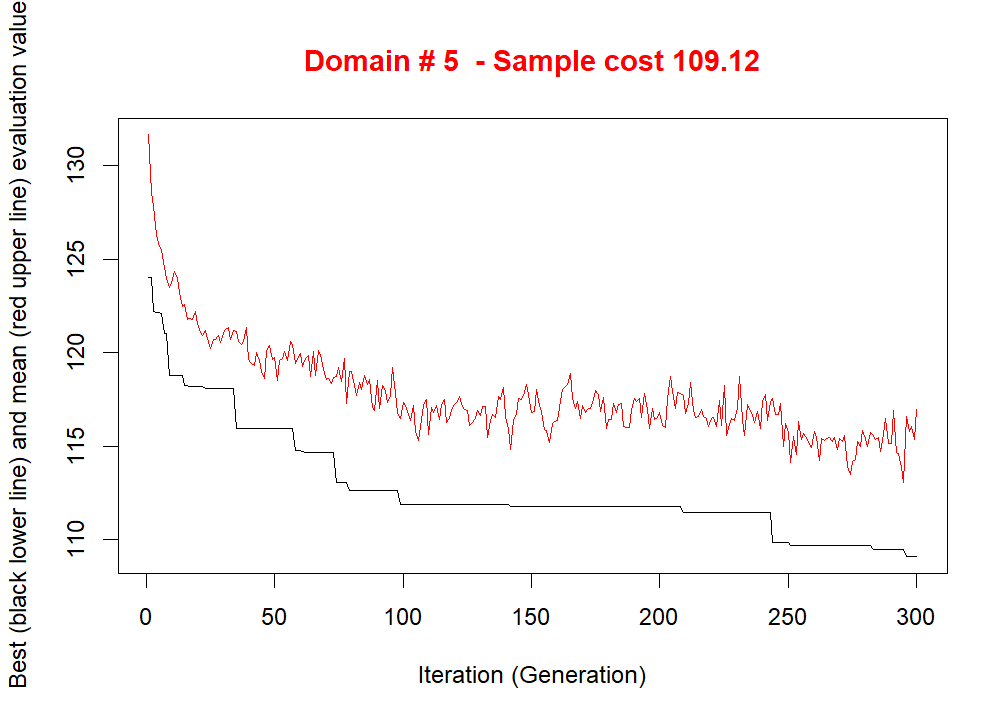 Domain # 5  - Sample cost 109.12
Best (black lower line) and mean (red upper line) evaluation value
130
125
120
115
110
0 50 100 150 200 250 300
Iteration (Generation)